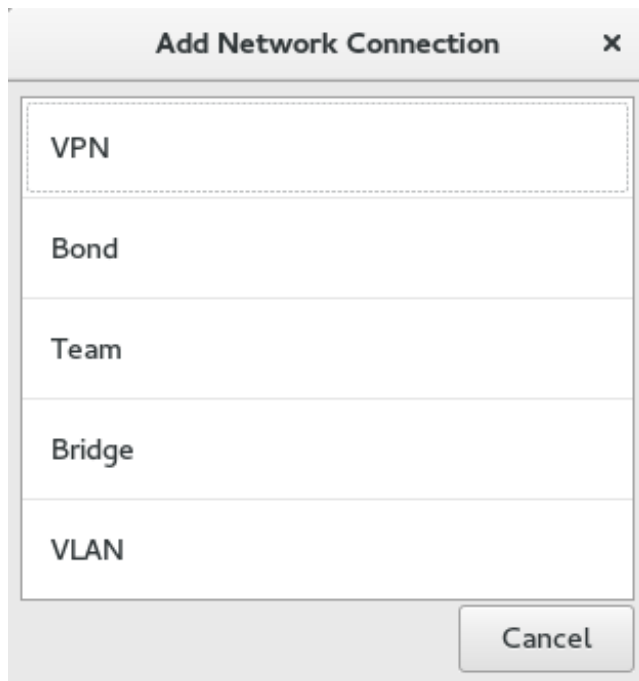 Add Network Connection
VPN
Bond
Team
Bridge
VLAN
Cancel